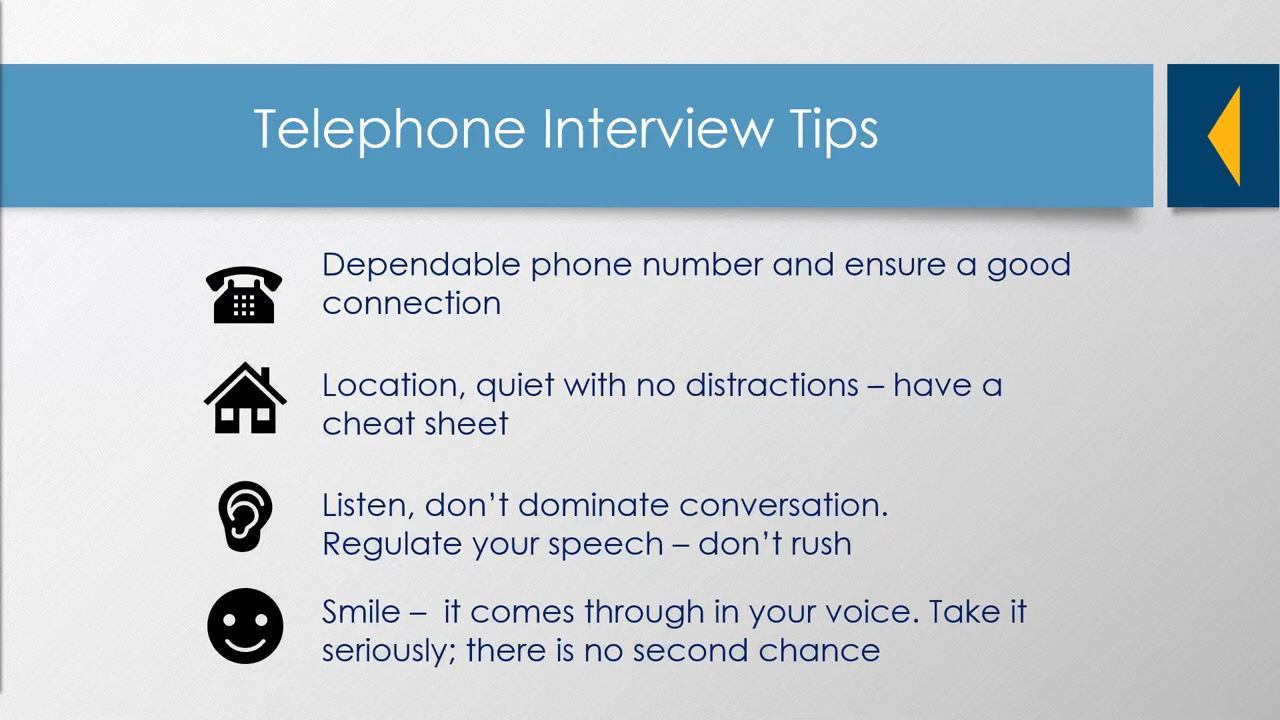 Telephone Interview Tips
Dependable phone number and ensure a good
connection
Location, quiet with no distractions – have a
cheat sheet
Listen, don’t dominate conversation.
Regulate your speech – don’t rush
Smile –  it comes through in your voice. Take it
seriously; there is no second chance